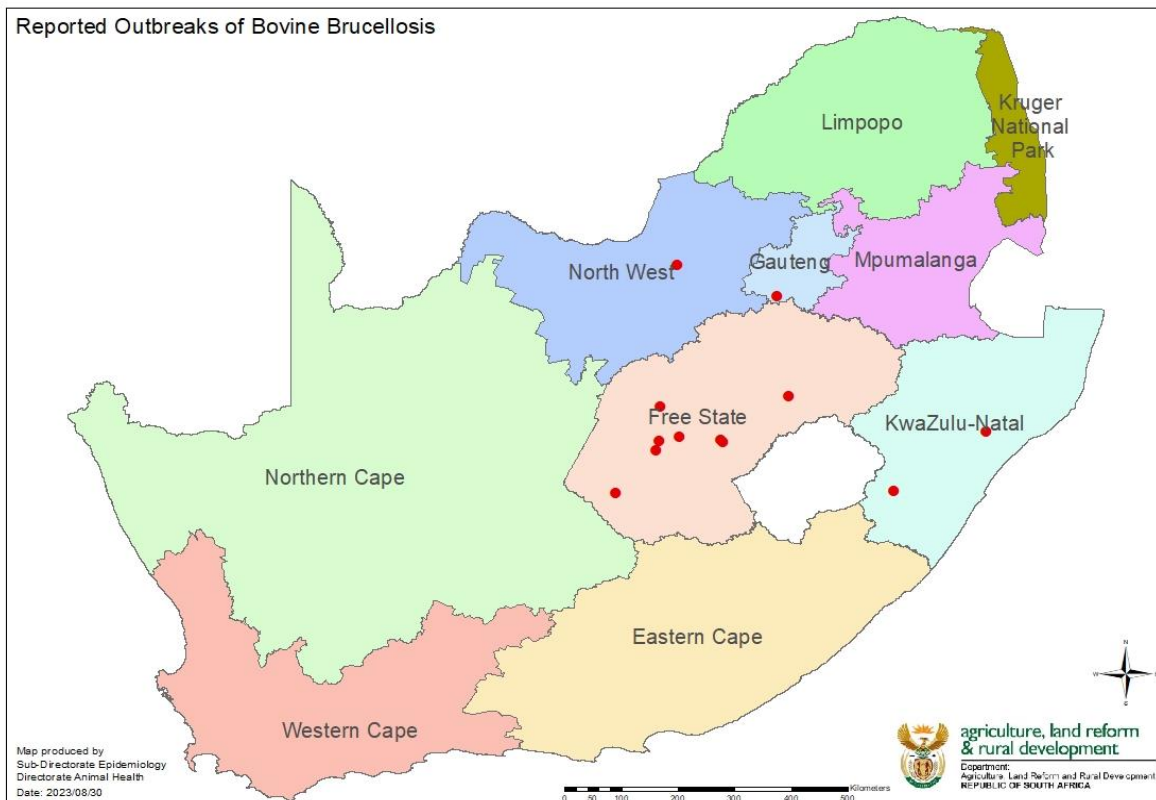 Reported Outbreaks of Bovine Brucellosis
Limpopo
Kruger
National
Park
North West
Gauteng
Mpumalanga
Free State
KwaZulu-Natal
Northern Cape
Eastern Cape
Western Cape
N
W
S
Map produced by
Sub-Directorate Epidemiology
Directorate Animal Health
Date: 2023/08/30
Kilometers
0 50 100 200 300 400 500
agriculture, land reform
& rural development
Department:
Agriculture, Land Reform and Rural Development
REPUBLIC OF SOUTH AFRICA